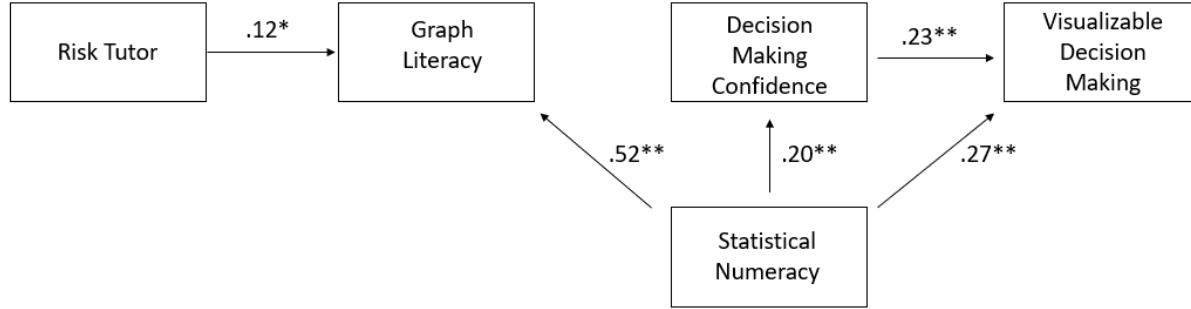 Risk Tutor
.12*
Graph
Literacy
Decision
Making
Confidence
.23**
Visualizable
Decision
Making
.52**
.20**
.27**
Statistical
Numeracy